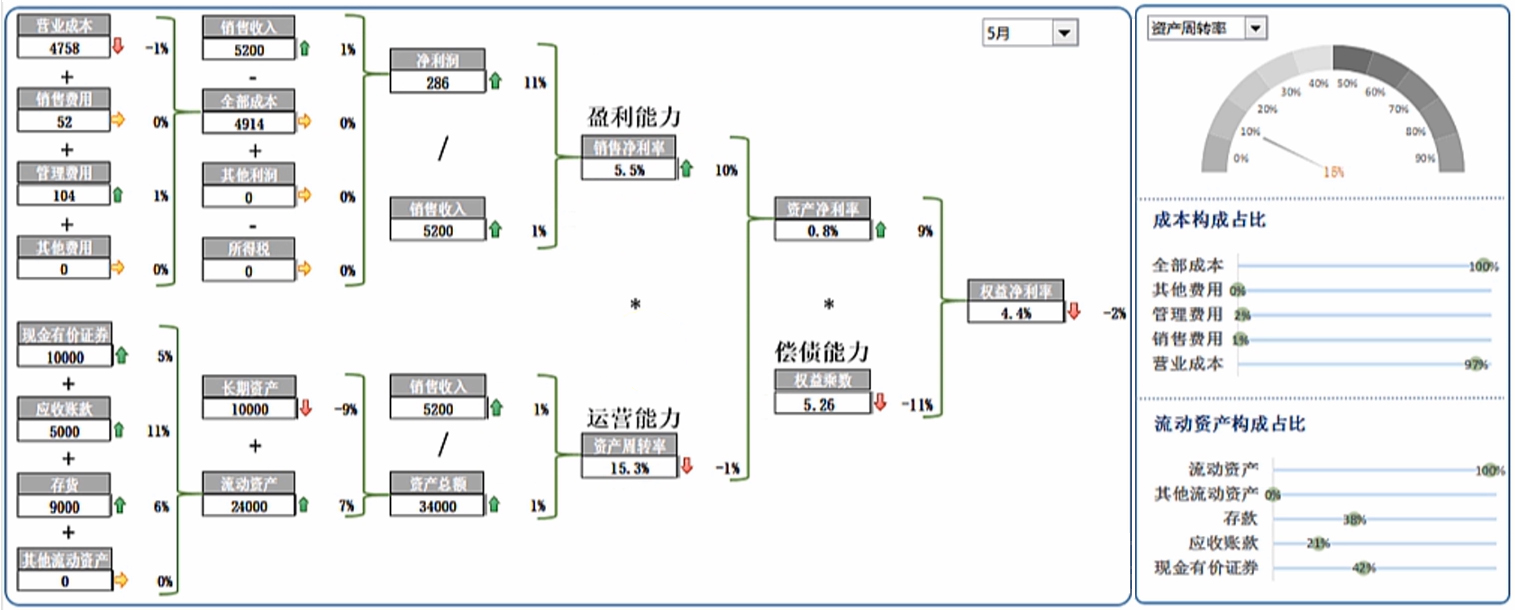 营业成本
4758
-1%
+
销售费用
52
0%
+
管理费用
104
1%
+
其他费用
0
0%
销售收入
5200
1%
-
全部成本
4914
0%
+
其他利润
0
0%
-
所得税
0
0%
净利润
286
11%
/
销售收入
5200
1%
盈利能力
销售净利率
5.5%
10%
*
现金有价证券
10000
5%
+
应收账款
5000
11%
+
存货
9000
6%
+
其他流动资产
0
0%
长期资产
10000
-9%
+
流动资产
24000
7%
销售收入
5200
1%
/
资产总额
34000
1%
运营能力
资产周转率
15.3%
-1%
资产净利率
0.8%
9%
*
偿债能力
权益乘数
5.26
-11%
5月
权益净利率
4.4%
-2%
资产周转率
0%
10%
20%
30%
40%
50%
60%
70%
80%
90%
15%
成本构成占比
全部成本 100%
其他费用 0%
管理费用 2%
销售费用 1%
营业成本 97%
流动资产构成占比
流动资产 100%
其他流动资产 0%
存款 38%
应收账款 21%
现金有价证券 42%